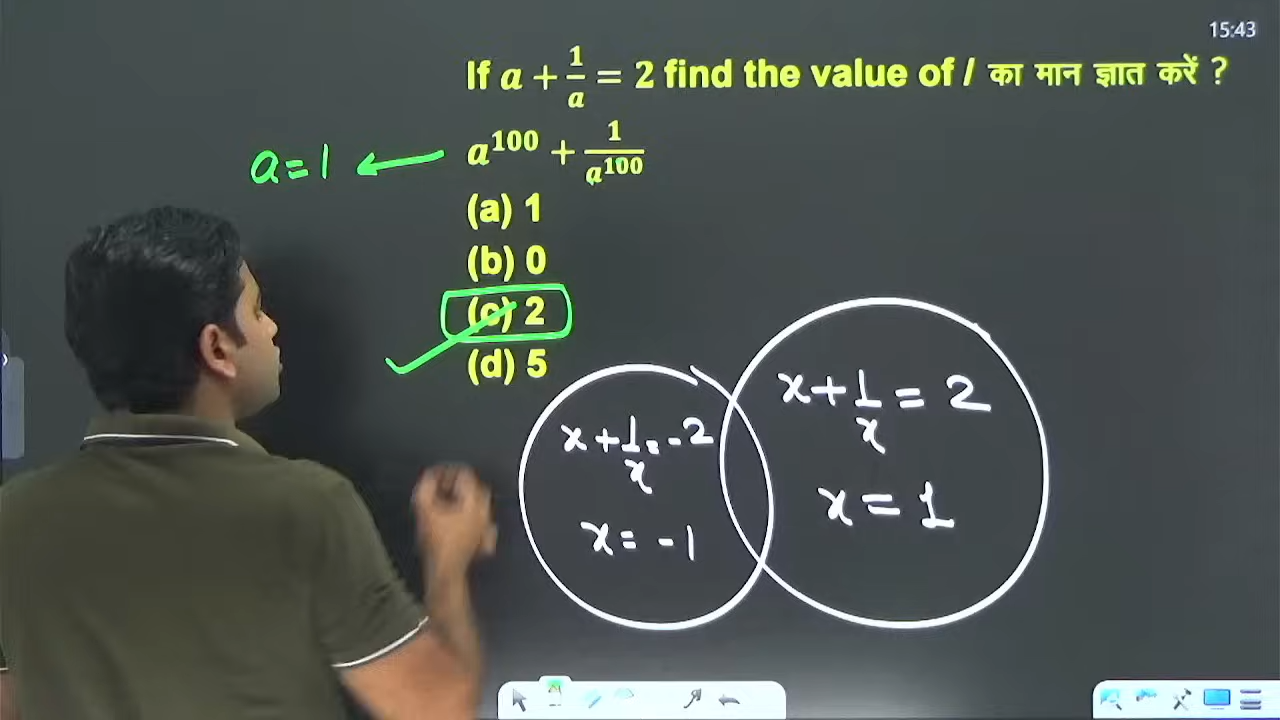 15:43
If a + 1/a = 2 find the value of / का मान ज्ञात करें ?
a^100 + 1/a^100
a = 1
(a) 1
(b) 0
(c) 2
(d) 5
x + 1/x = -2
x = -1
x + 1/x = 2
x = 1